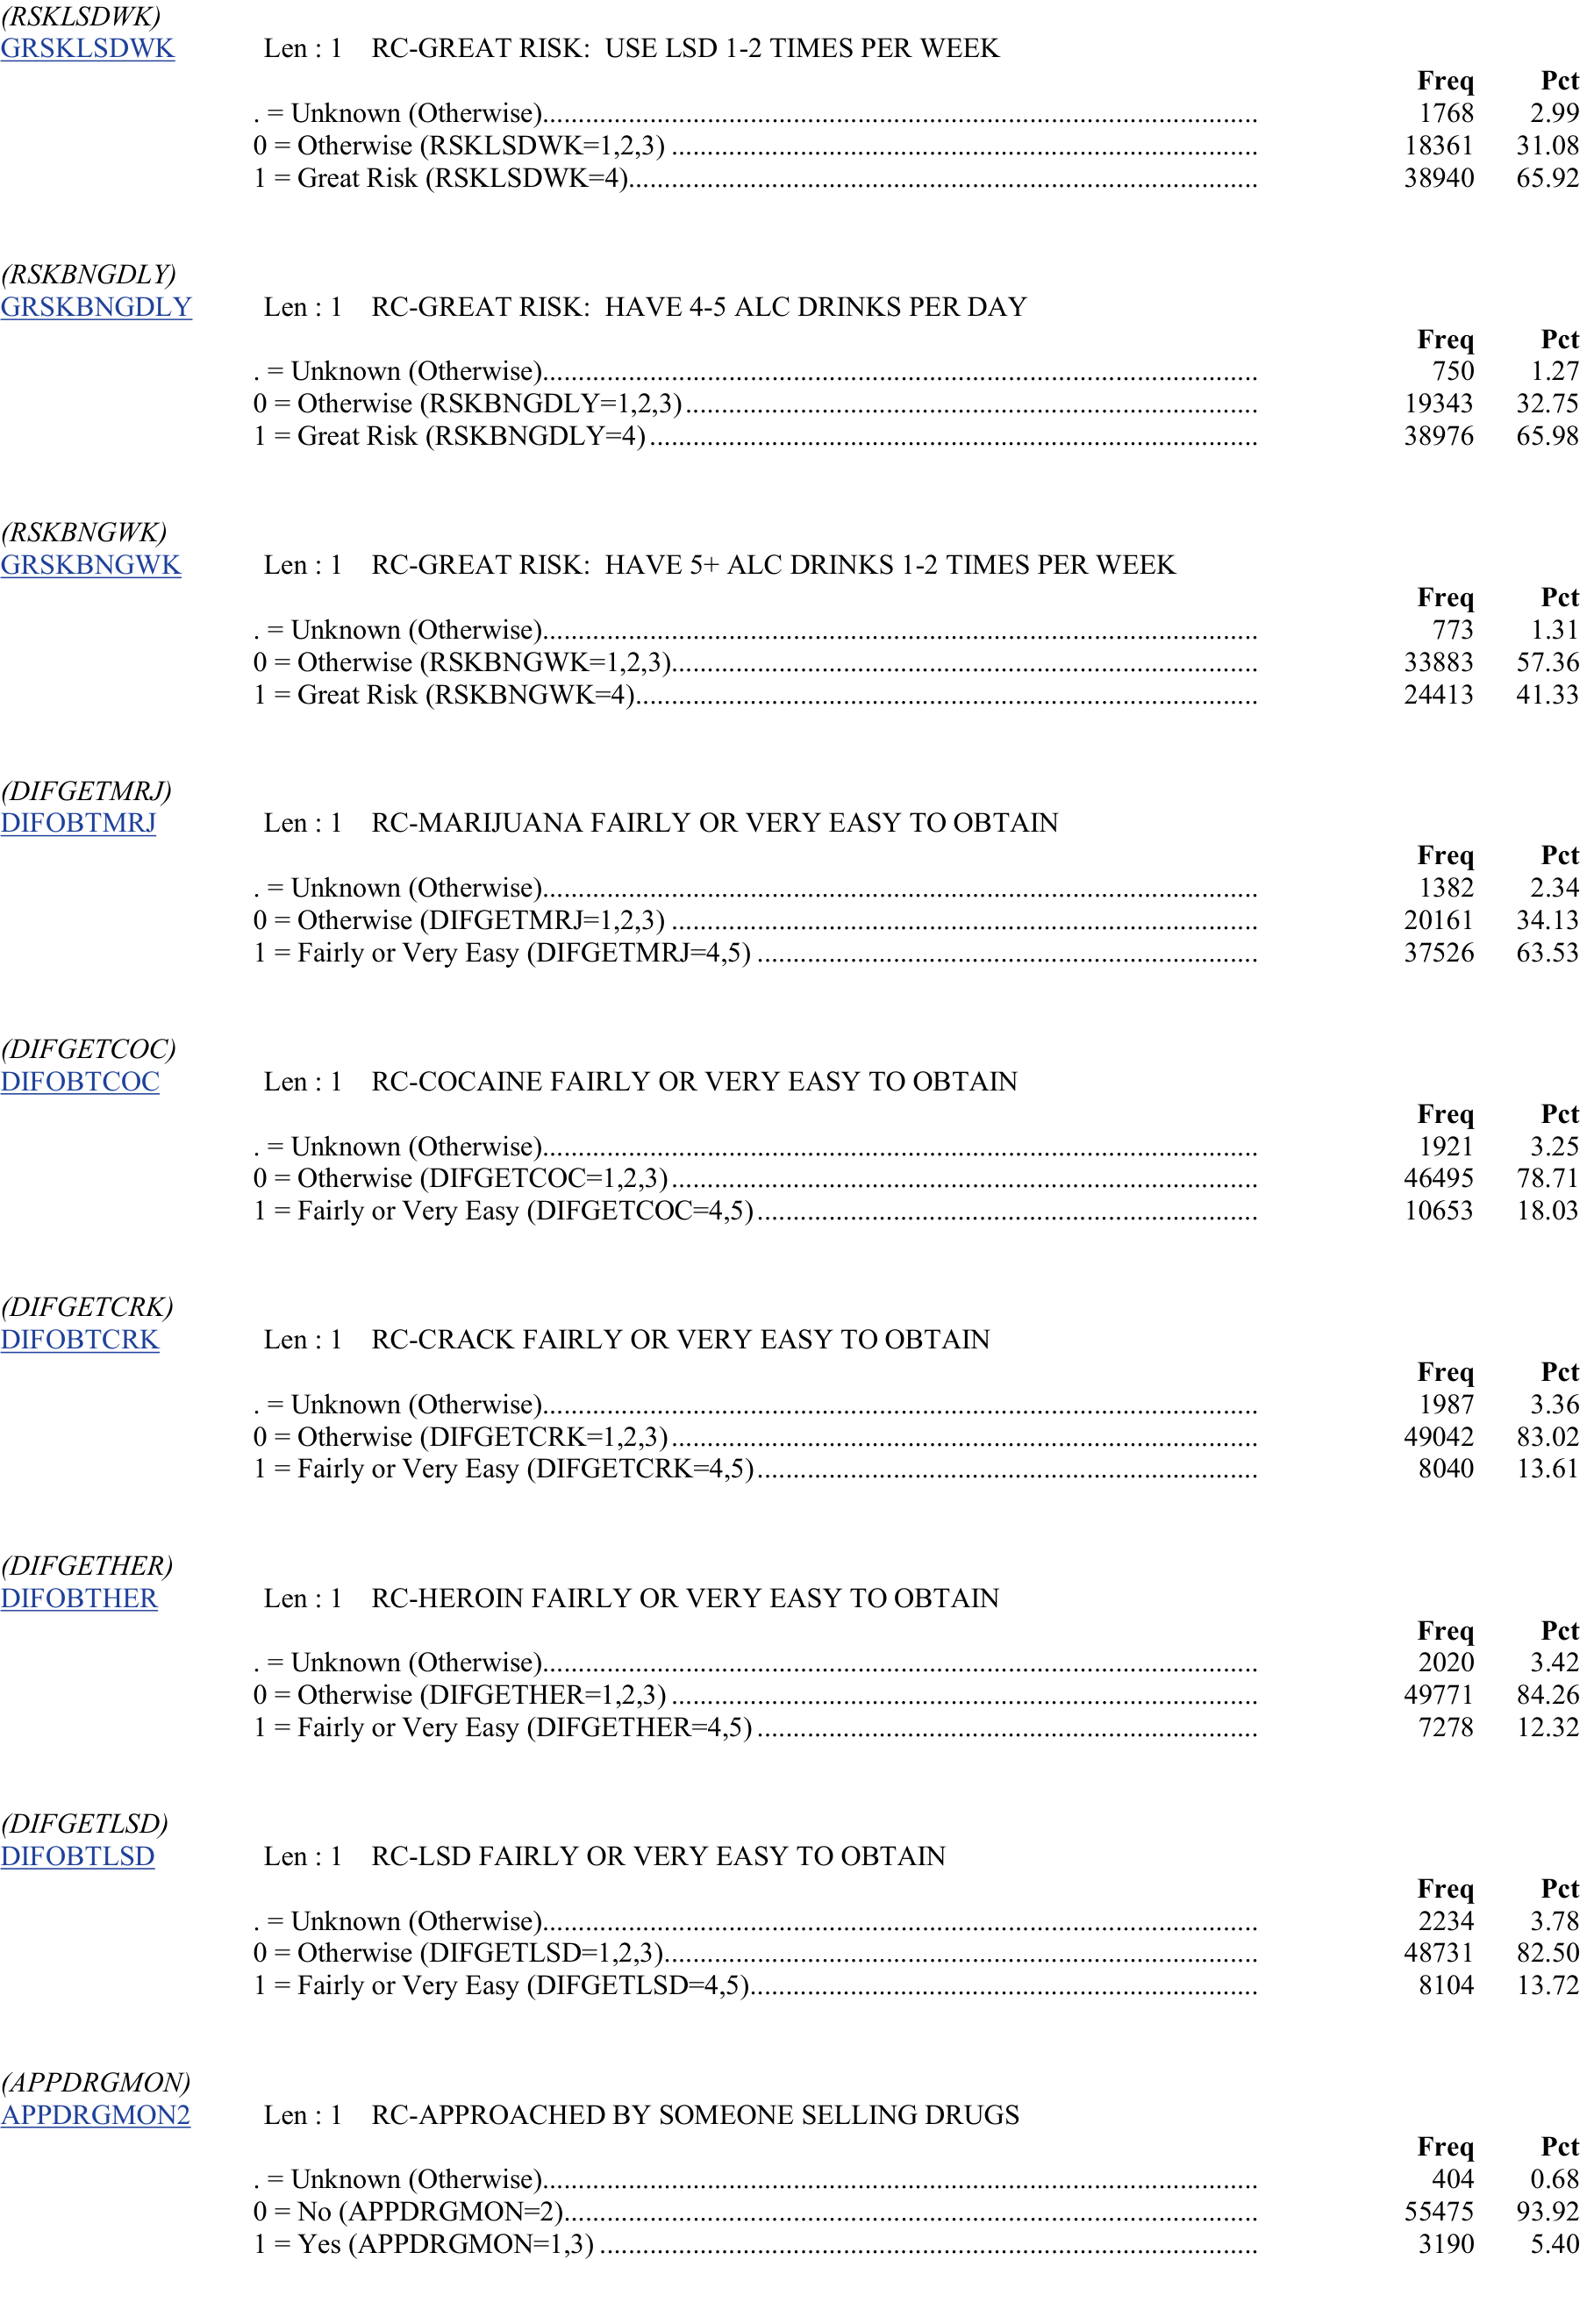 (RSKLSDWK)
GRSKLSDWK Len : 1 RC-GREAT RISK: USE LSD 1-2 TIMES PER WEEK
Freq Pct
. = Unknown (Otherwise).................................................................................................... 1768 2.99
0 = Otherwise (RSKLSDWK=1,2,3) .................................................................................. 18361 31.08
1 = Great Risk (RSKLSDWK=4)........................................................................................ 38940 65.92
(RSKBNGDLY)
GRSKBNGDLY Len : 1 RC-GREAT RISK: HAVE 4-5 ALC DRINKS PER DAY
Freq Pct
. = Unknown (Otherwise).................................................................................................... 750 1.27
0 = Otherwise (RSKBNGDLY=1,2,3) ................................................................................ 19343 32.75
1 = Great Risk (RSKBNGDLY=4) ..................................................................................... 38976 65.98
(RSKBNGWK)
GRSKBNGWK Len : 1 RC-GREAT RISK: HAVE 5+ ALC DRINKS 1-2 TIMES PER WEEK
Freq Pct
. = Unknown (Otherwise).................................................................................................... 773 1.31
0 = Otherwise (RSKBNGWK=1,2,3).................................................................................. 33883 57.36
1 = Great Risk (RSKBNGWK=4)....................................................................................... 24413 41.33
(DIFGETMRJ)
DIFOBTMRJ Len : 1 RC-MARIJUANA FAIRLY OR VERY EASY TO OBTAIN
Freq Pct
. = Unknown (Otherwise).................................................................................................... 1382 2.34
0 = Otherwise (DIFGETMRJ=1,2,3) .................................................................................. 20161 34.13
1 = Fairly or Very Easy (DIFGETMRJ=4,5) ...................................................................... 37526 63.53
(DIFGETCOC)
DIFOBTCOC Len : 1 RC-COCAINE FAIRLY OR VERY EASY TO OBTAIN
Freq Pct
. = Unknown (Otherwise).................................................................................................... 1921 3.25
0 = Otherwise (DIFGETCOC=1,2,3) .................................................................................. 46495 78.71
1 = Fairly or Very Easy (DIFGETCOC=4,5) ...................................................................... 10653 18.03
(DIFGETCRK)
DIFOBTCRK Len : 1 RC-CRACK FAIRLY OR VERY EASY TO OBTAIN
Freq Pct
. = Unknown (Otherwise).................................................................................................... 1987 3.36
0 = Otherwise (DIFGETCRK=1,2,3) .................................................................................. 49042 83.02
1 = Fairly or Very Easy (DIFGETCRK=4,5) ...................................................................... 8040 13.61
(DIFGETHER)
DIFOBTHER Len : 1 RC-HEROIN FAIRLY OR VERY EASY TO OBTAIN
Freq Pct
. = Unknown (Otherwise).................................................................................................... 2020 3.42
0 = Otherwise (DIFGETHER=1,2,3) .................................................................................. 49771 84.26
1 = Fairly or Very Easy (DIFGETHER=4,5) ...................................................................... 7278 12.32
(DIFGETLSD)
DIFOBTLSD Len : 1 RC-LSD FAIRLY OR VERY EASY TO OBTAIN
Freq Pct
. = Unknown (Otherwise).................................................................................................... 2234 3.78
0 = Otherwise (DIFGETLSD=1,2,3)................................................................................... 48731 82.50
1 = Fairly or Very Easy (DIFGETLSD=4,5)....................................................................... 8104 13.72
(APPDRGMON)
APPDRGMON2 Len : 1 RC-APPROACHED BY SOMEONE SELLING DRUGS
Freq Pct
. = Unknown (Otherwise).................................................................................................... 404 0.68
0 = No (APPDRGMON=2)................................................................................................. 55475 93.92
1 = Yes (APPDRGMON=1,3) ............................................................................................ 3190 5.40